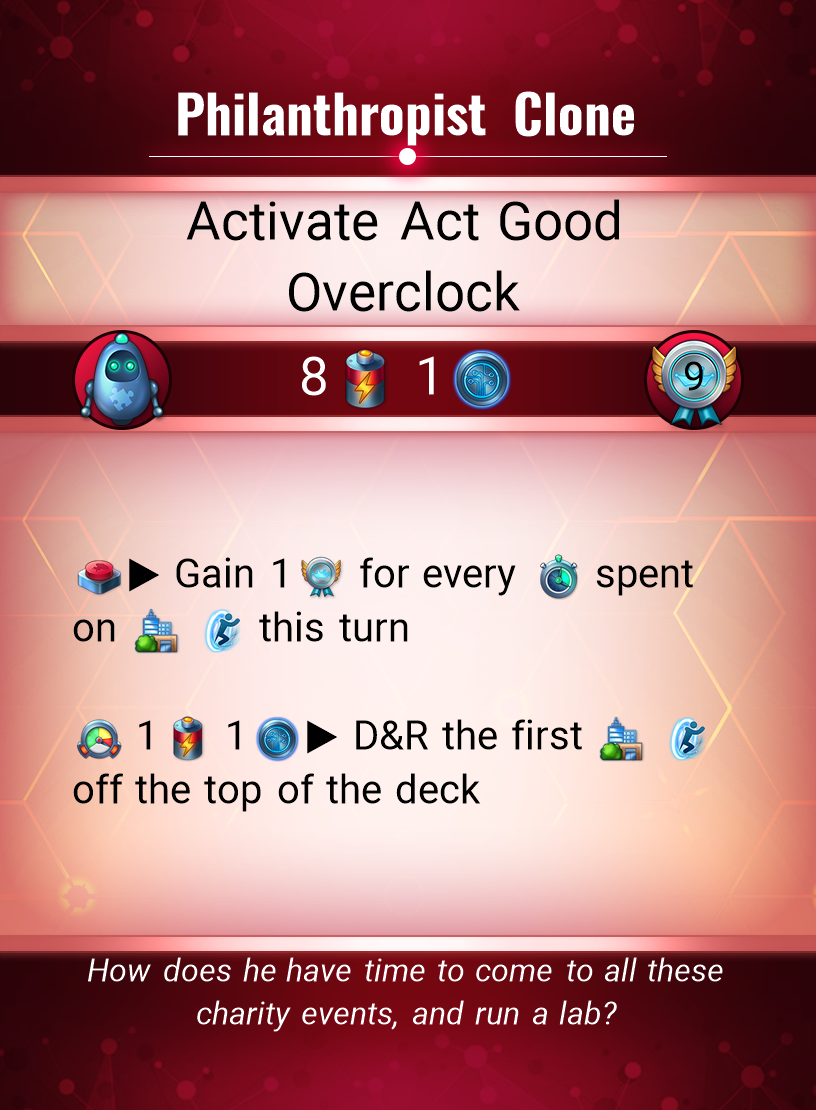 Philanthropist Clone
Activate Act Good
Overclock
8 1 9
▶ Gain 1 for every spent
on this turn
1 1 ▶ D&R the first
off the top of the deck
How does he have time to come to all these
charity events, and run a lab?